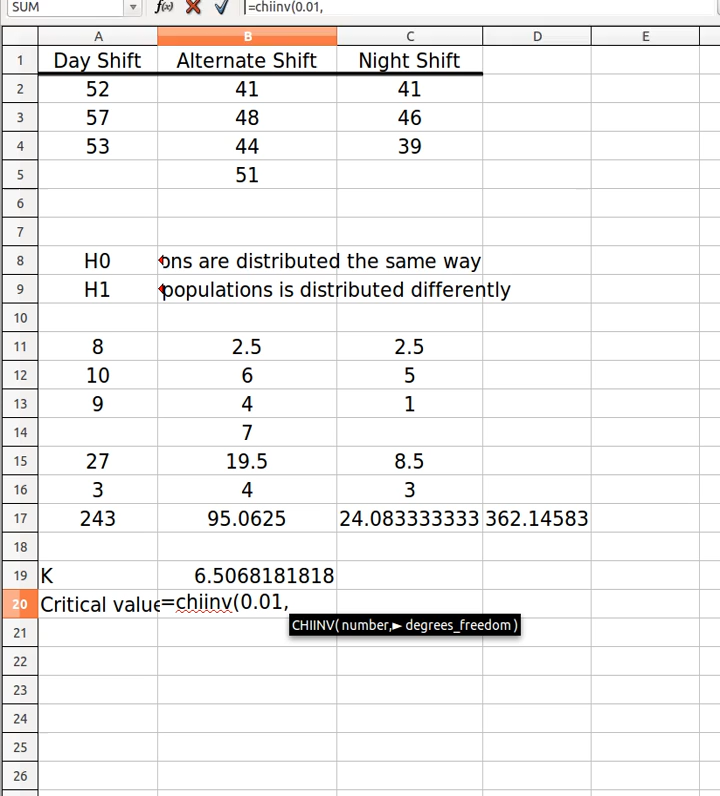 SUM f(x) =chiinv(0.01,
A B C D E
1 Day Shift Alternate Shift Night Shift
2 52 41 41
3 57 48 46
4 53 44 39
5 51
6
7
8 H0 ons are distributed the same way
9 H1 populations is distributed differently
10
11 8 2.5 2.5
12 10 6 5
13 9 4 1
14 7
15 27 19.5 8.5
16 3 4 3
17 243 95.0625 24.083333333 362.14583
18
19 K 6.5068181818
20 Critical value =chiinv(0.01,
CHIINV( number,► degrees_freedom )
21
22
23
24
25
26